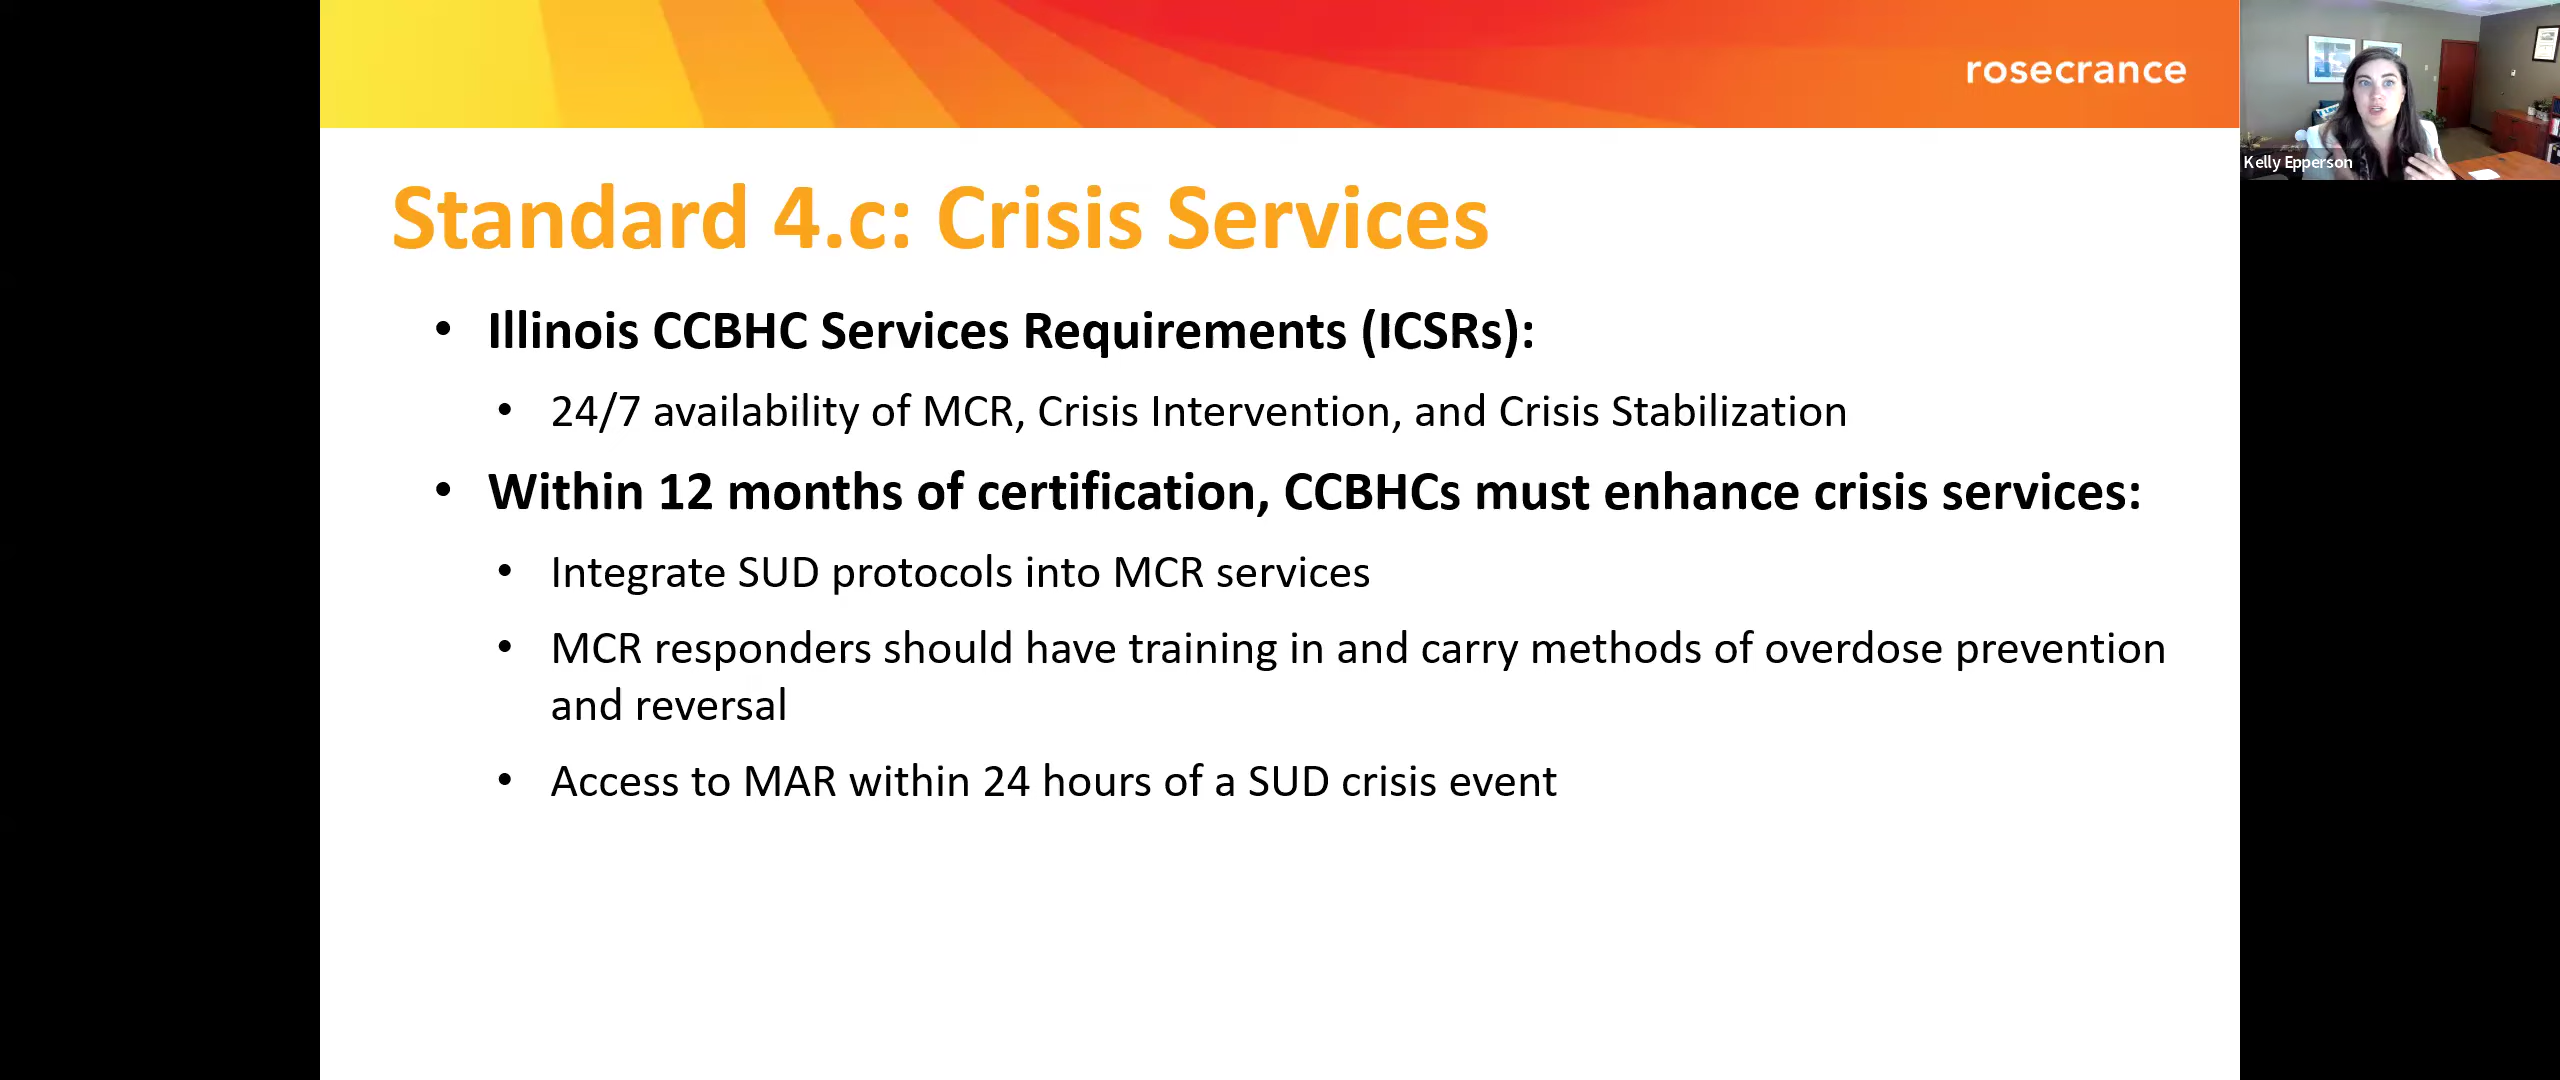 rosecrance
Kelly Epperson
Standard 4.c: Crisis Services
• Illinois CCBHC Services Requirements (ICSRs):
• 24/7 availability of MCR, Crisis Intervention, and Crisis Stabilization
• Within 12 months of certification, CCBHCs must enhance crisis services:
• Integrate SUD protocols into MCR services
• MCR responders should have training in and carry methods of overdose prevention
and reversal
• Access to MAR within 24 hours of a SUD crisis event